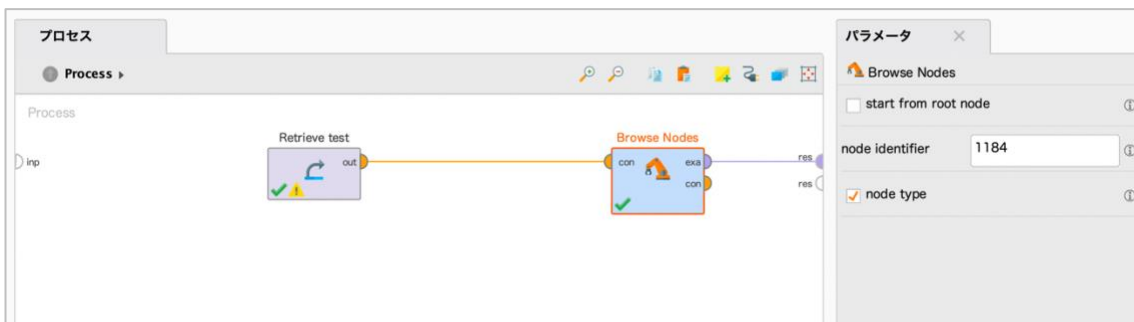 プロセス
Process
Process
inp
Retrieve test
out
Browse Nodes
con
exa
con
res
res
パラメータ
Browse Nodes
start from root node
node identifier
1184
node type